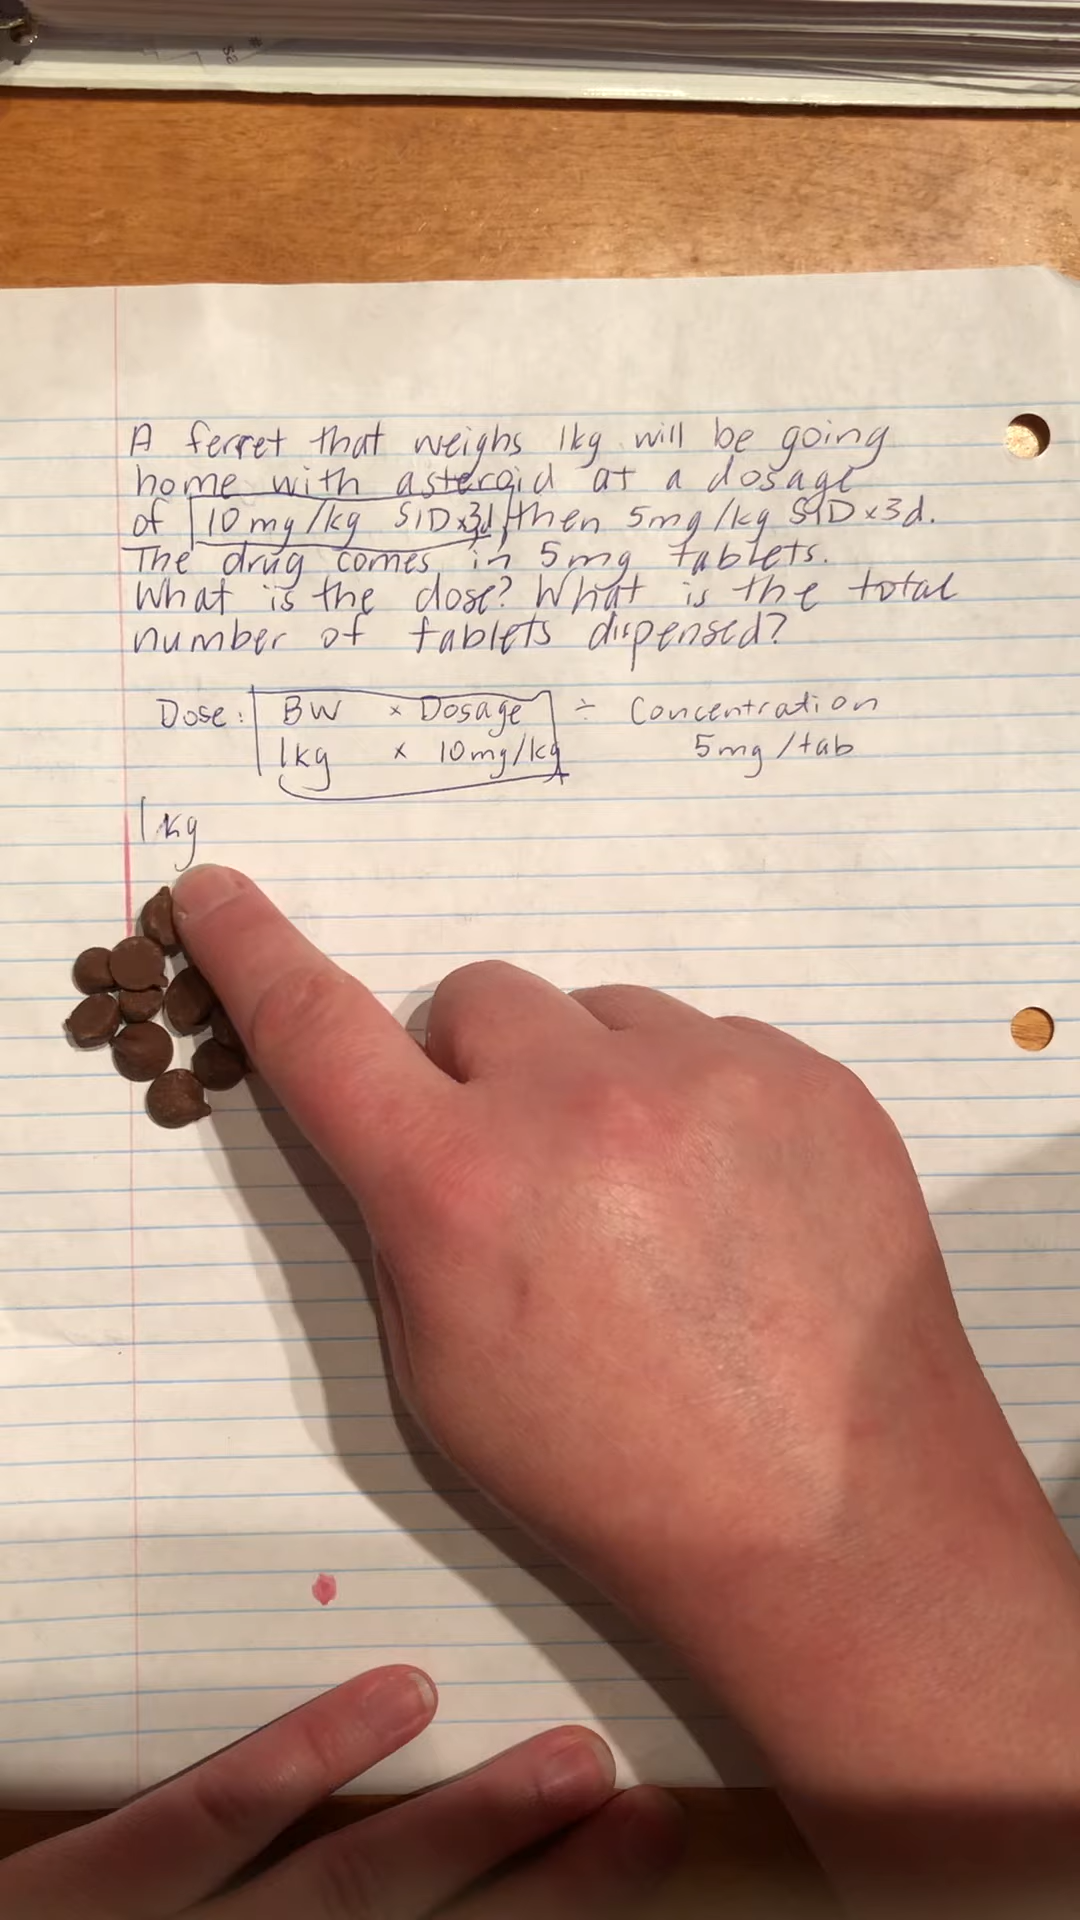 A ferret that weighs 1kg will be going
home with asteroid at a dosage
of 10mg/kg SID x3d, then 5mg/kg SID x3d.
The drug comes in 5mg tablets.
What is the dose? What is the total
number of tablets dispensed?
Dose: BW x Dosage ÷ Concentration
1kg x 10mg/kg 5mg/tab
1kg